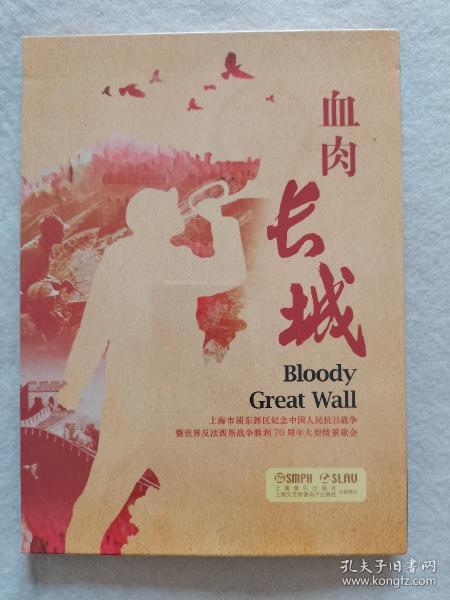 血肉
长城
Bloody
Great Wall
上海市浦东新区纪念中国人民抗日战争
暨世界反法西斯战争胜利70周年大型情景歌会
SMPH SLAV
上海音乐出版社
上海文艺音像电子出版社
孔夫子旧书网
www.kongfz.com